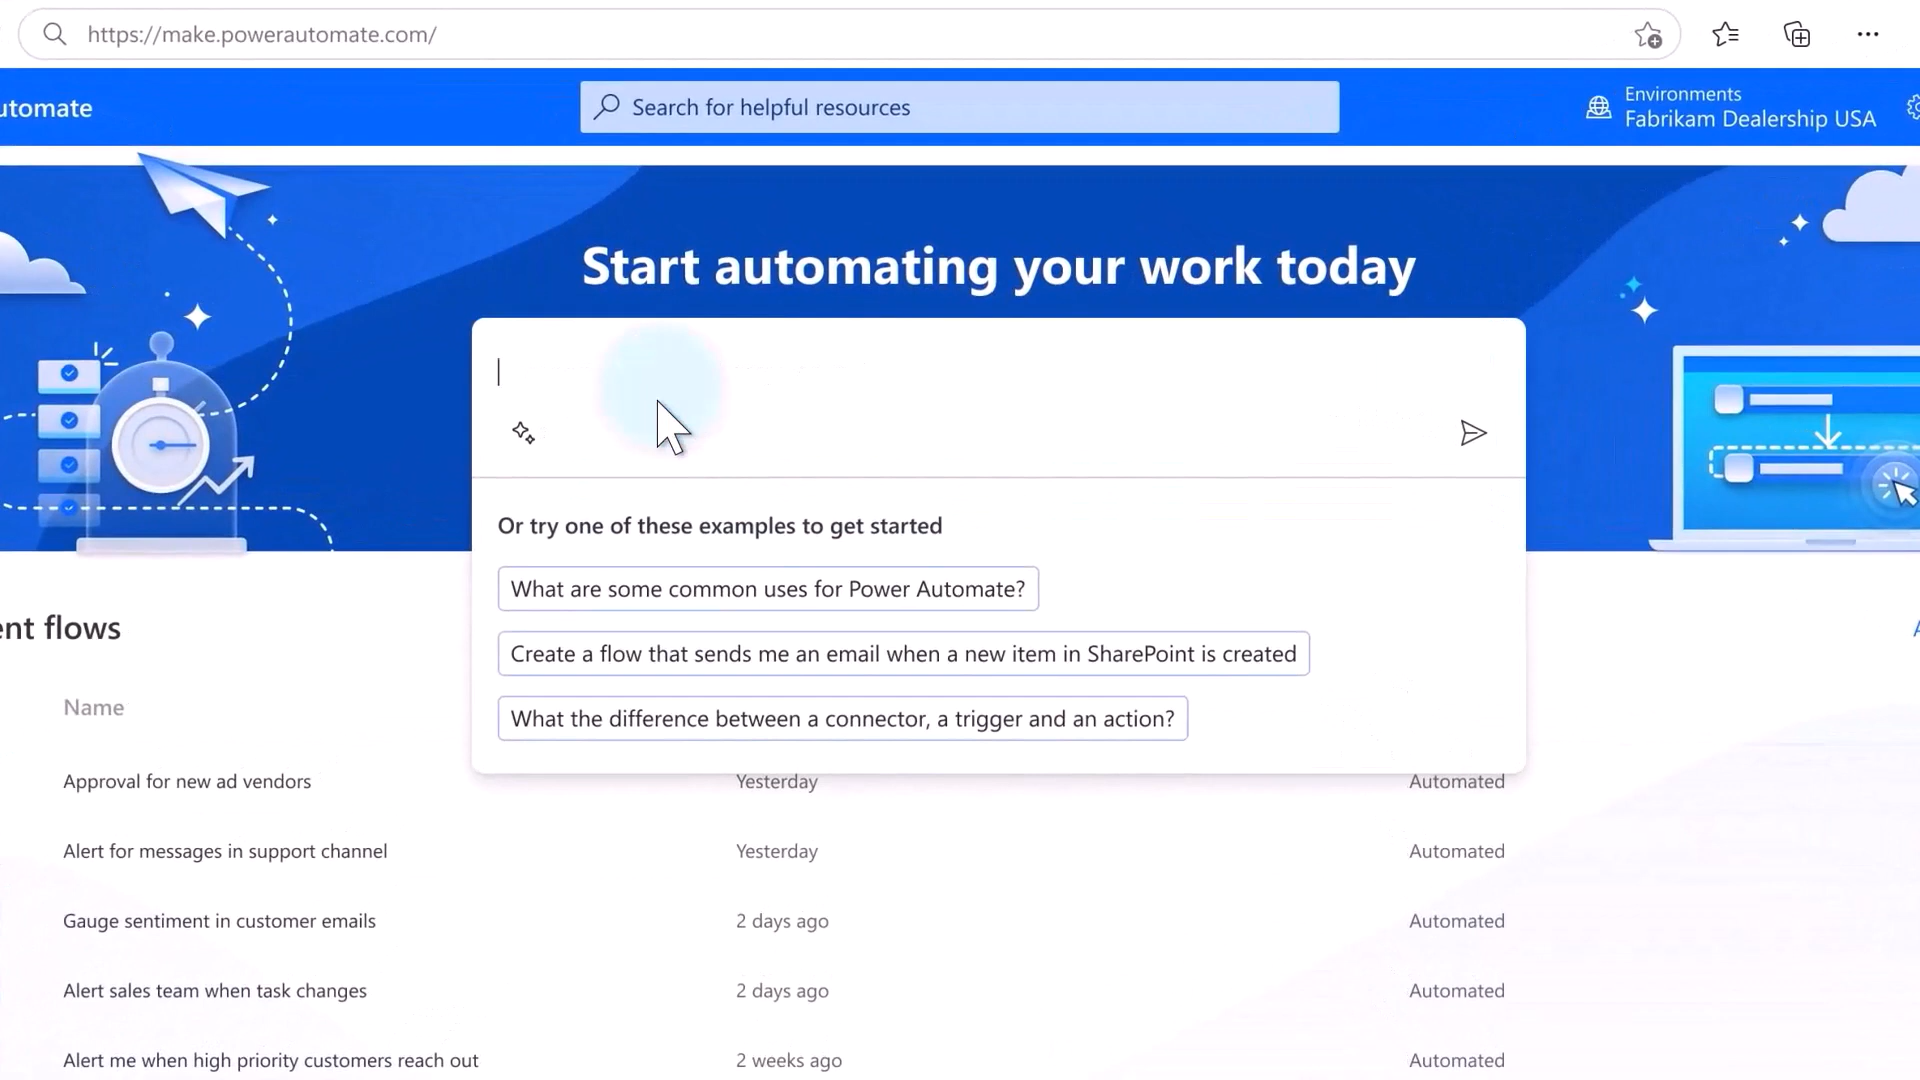 https://make.powerautomate.com/
utomate
Search for helpful resources
Environments
Fabrikam Dealership USA
Start automating your work today
Or try one of these examples to get started
What are some common uses for Power Automate?
Create a flow that sends me an email when a new item in SharePoint is created
What the difference between a connector, a trigger and an action?
ent flows
Name
Approval for new ad vendors Yesterday Automated
Alert for messages in support channel Yesterday Automated
Gauge sentiment in customer emails 2 days ago Automated
Alert sales team when task changes 2 days ago Automated
Alert me when high priority customers reach out 2 weeks ago Automated